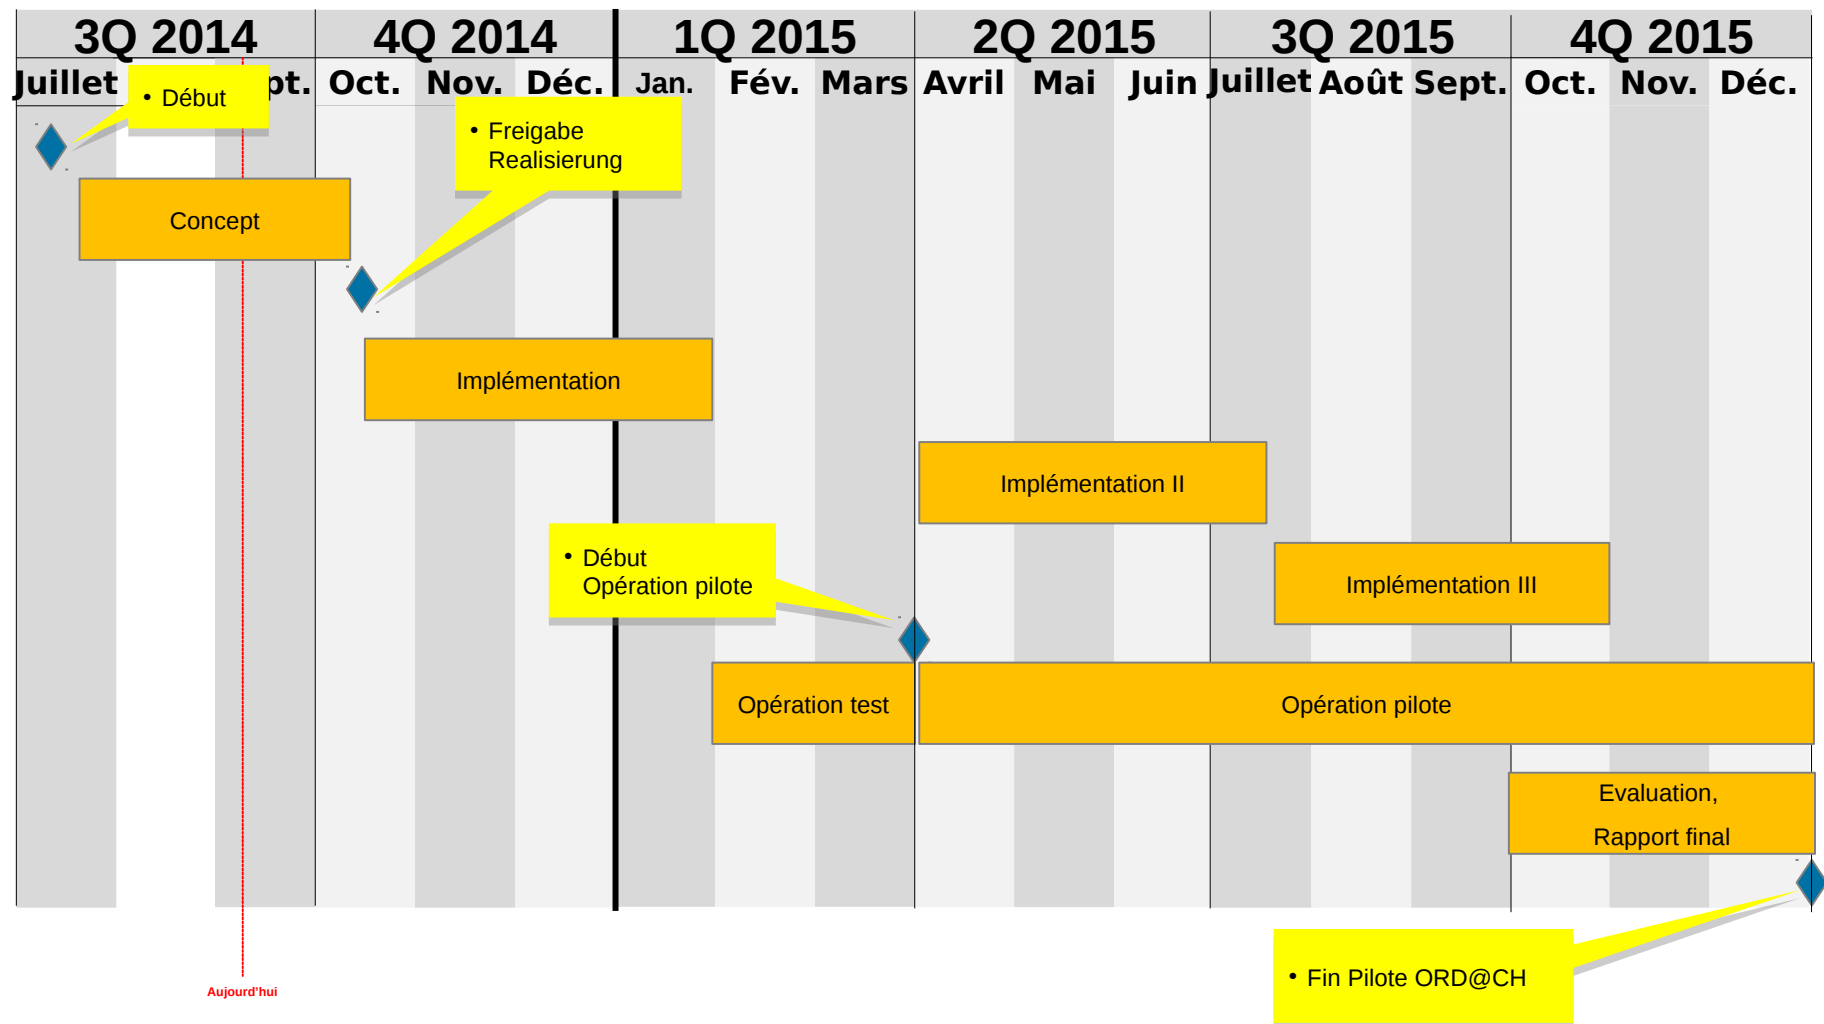 3Q 2014 4Q 2014 1Q 2015 2Q 2015 3Q 2015 4Q 2015
Juillet pt. Oct. Nov. Déc. Jan. Fév. Mars Avril Mai Juin Juillet Août Sept. Oct. Nov. Déc.
• Début
• Freigabe
Realisierung
Concept
Implémentation
Implémentation II
• Début
Opération pilote
Implémentation III
Opération test
Opération pilote
Evaluation,
Rapport final
• Fin Pilote ORD@CH
Aujourd'hui